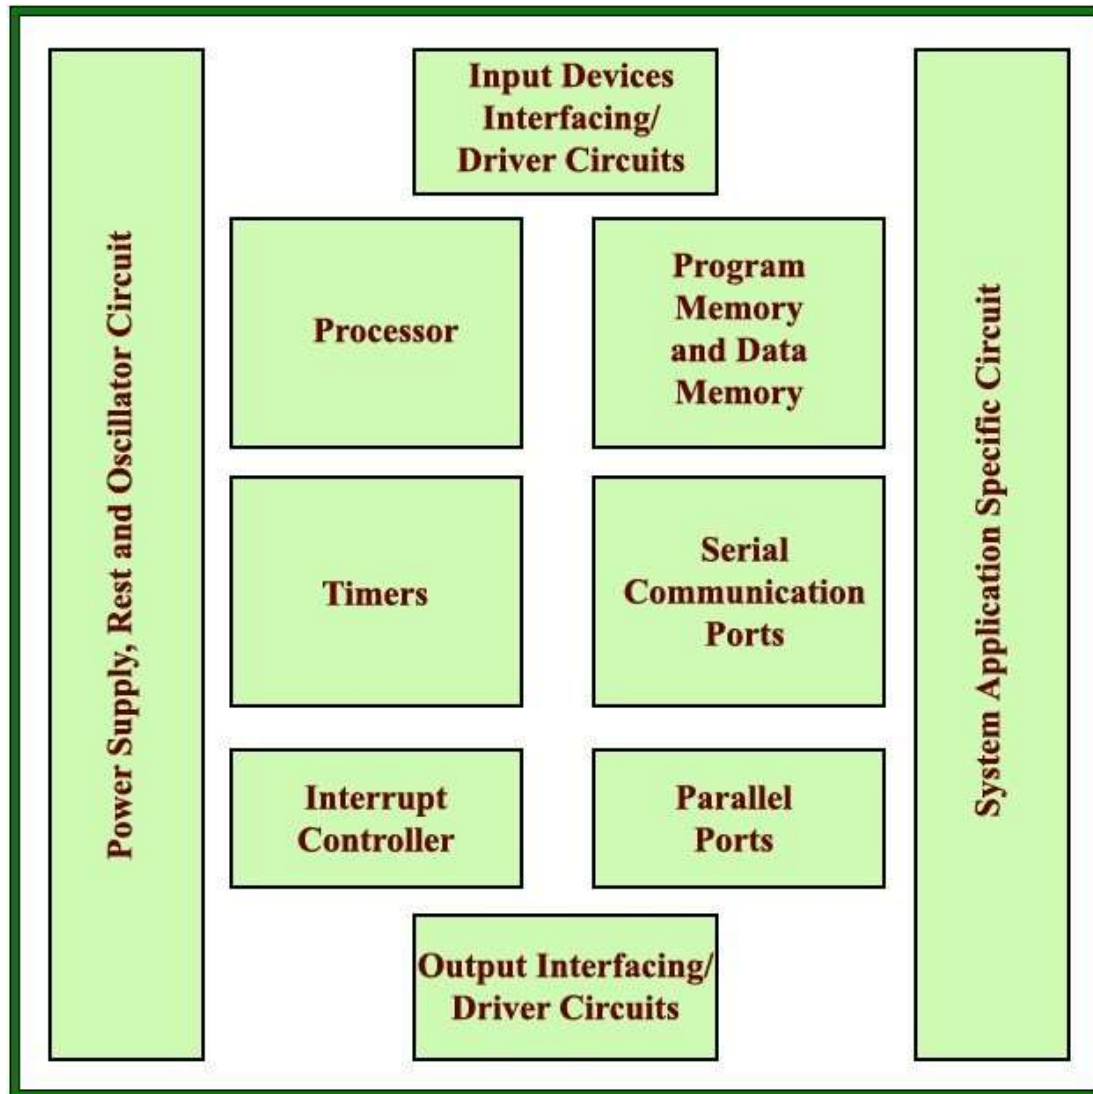 Power Supply, Rest and Oscillator Circuit
Input Devices
Interfacing/
Driver Circuits
Processor
Program
Memory
and Data
Memory
Timers
Serial
Communication
Ports
Interrupt
Controller
Parallel
Ports
Output Interfacing/
Driver Circuits
System Application Specific Circuit